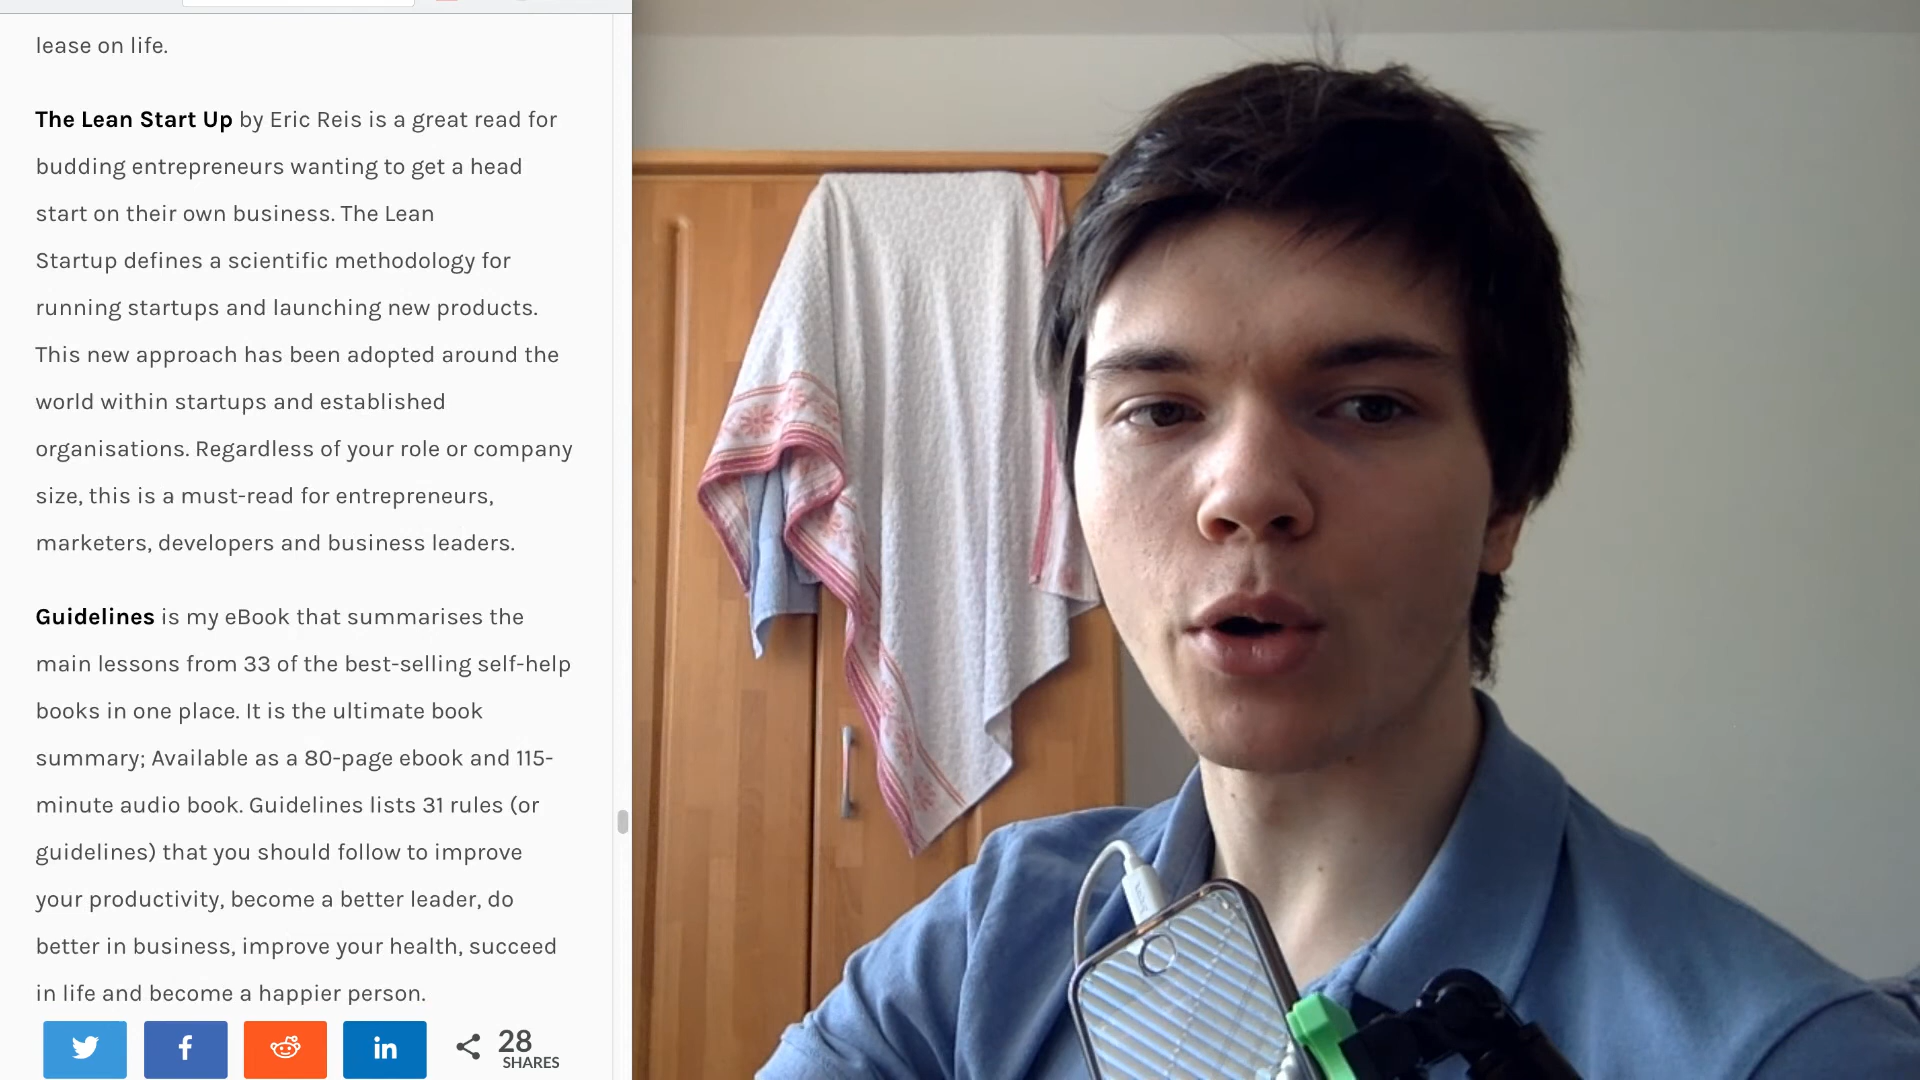 lease on life.
The Lean Start Up by Eric Reis is a great read for
budding entrepreneurs wanting to get a head
start on their own business. The Lean
Startup defines a scientific methodology for
running startups and launching new products.
This new approach has been adopted around the
world within startups and established
organisations. Regardless of your role or company
size, this is a must-read for entrepreneurs,
marketers, developers and business leaders.
Guidelines is my eBook that summarises the
main lessons from 33 of the best-selling self-help
books in one place. It is the ultimate book
summary; Available as a 80-page ebook and 115-
minute audio book. Guidelines lists 31 rules (or
guidelines) that you should follow to improve
your productivity, become a better leader, do
better in business, improve your health, succeed
in life and become a happier person.
28
SHARES